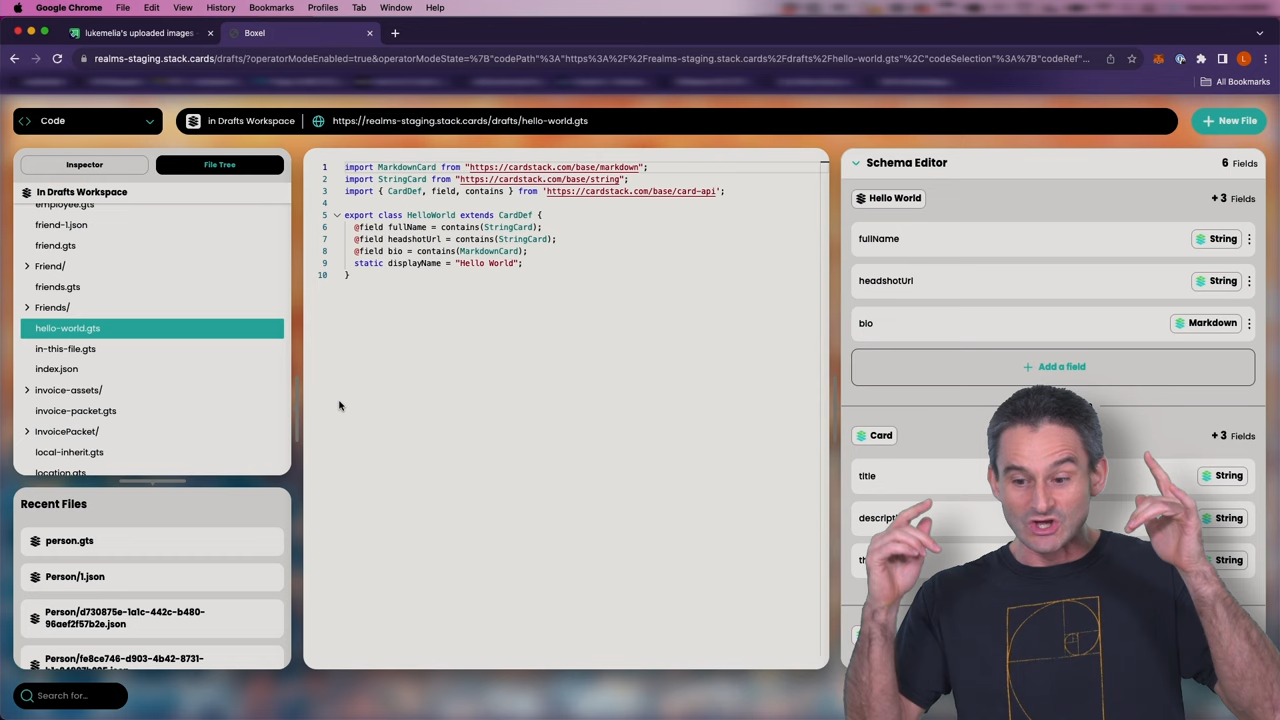 Google Chrome File Edit View History Bookmarks Profiles Tab Window Help
lukemelia's uploaded images
Boxel
realms-staging.stack.cards/drafts/?operatorModeEnabled=true&operatorModeState=%7B"codePath"%3A"https%3A%2F%2Frealms-staging.stack.cards%2Fdrafts%2Fhello-world.gts"%2C"codeSelection"%3A%7B"codeRef"...
L
All Bookmarks
Code
in Drafts Workspace
https://realms-staging.stack.cards/drafts/hello-world.gts
New File
Inspector
File Tree
In Drafts Workspace
employee.gts
friend-1.json
friend.gts
Friend/
friends.gts
Friends/
hello-world.gts
in-this-file.gts
index.json
invoice-assets/
invoice-packet.gts
InvoicePacket/
local-inherit.gts
location.gts
Recent Files
person.gts
Person/1.json
Person/d730875e-1a1c-442c-b480-
96aef2f57b2e.json
Person/fe8ce746-d903-4b42-8731-
Search for...
1 import MarkdownCard from "https://cardstack.com/base/markdown";
2 import StringCard from "https://cardstack.com/base/string";
3 import { CardDef, field, contains } from 'https://cardstack.com/base/card-api';
4
5 export class HelloWorld extends CardDef {
6 @field fullName = contains(StringCard);
7 @field headshotUrl = contains(StringCard);
8 @field bio = contains(MarkdownCard);
9 static displayName = "Hello World";
10 }
Schema Editor
6 Fields
Hello World
+ 3 Fields
fullName
String
headshotUrl
String
bio
Markdown
+ Add a field
Card
+ 3 Fields
title
String
String
String